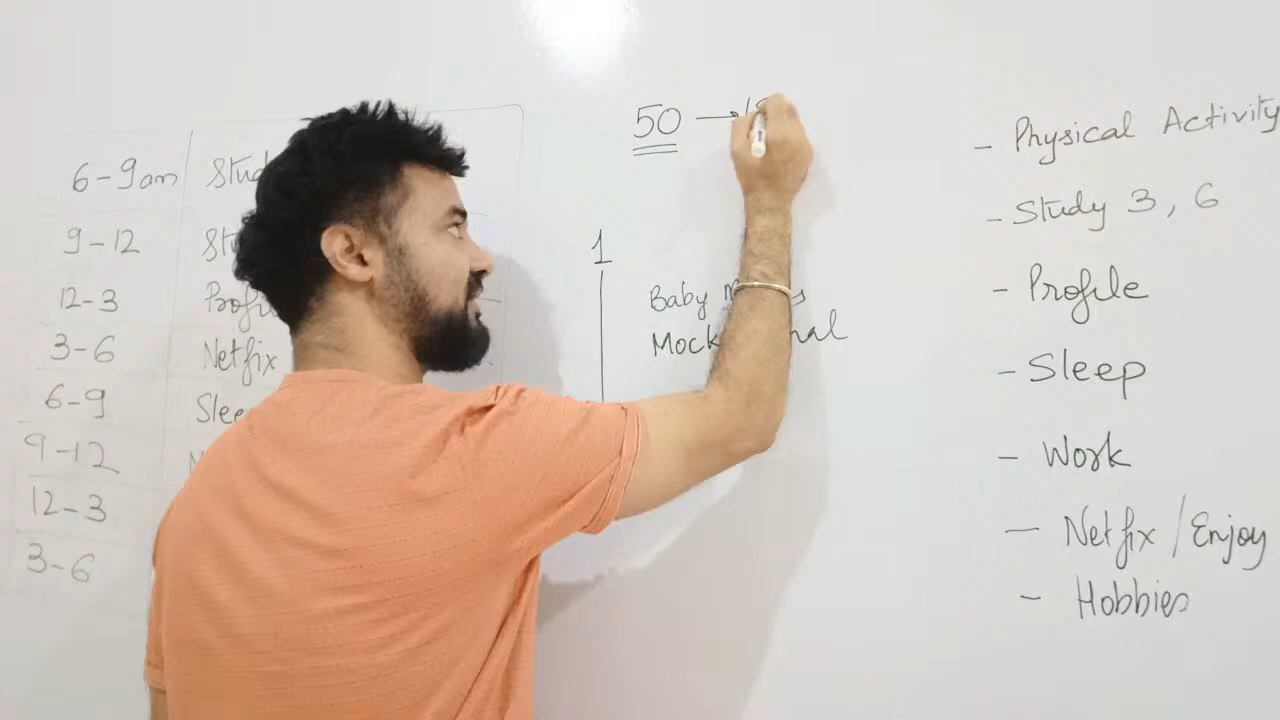 6-9am
9-12
12-3
3-6
Netfix
6-9
9-12
12-3
3-6
50 →
1
Baby
- Physical Activity
- Study 3, 6
- Profile
- Sleep
- Work
- Netfix / Enjoy
- Hobbies